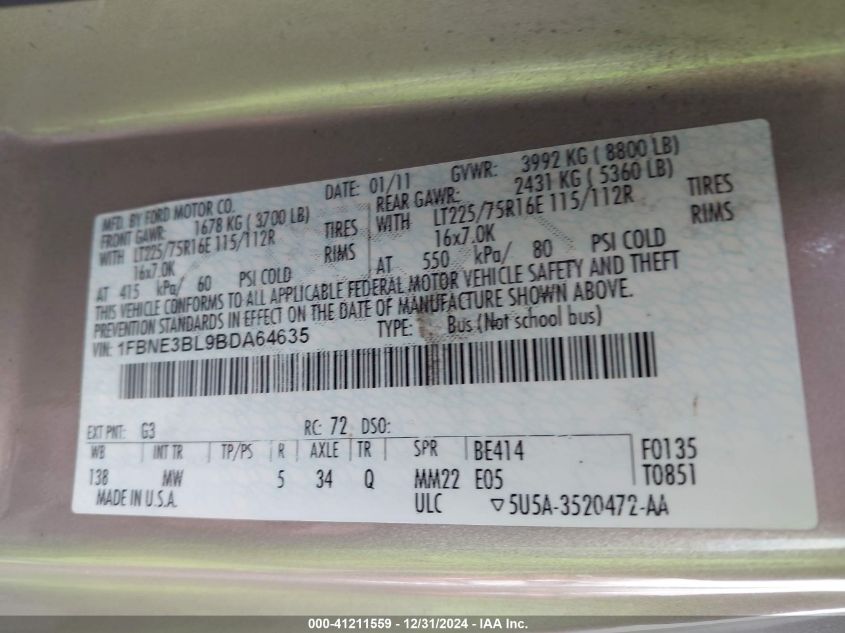 MFD. BY FORD MOTOR CO. DATE: 01/11 GVWR: 3992 KG ( 8800 LB)
FRONT GAWR: 1678 KG ( 3700 LB) REAR GAWR: 2431 KG ( 5360 LB)
WITH LT225/75R16E 115/112R TIRES WITH LT225/75R16E 115/112R TIRES
16x7.0K RIMS 16x7.0K RIMS
AT 415 kPa/ 60 PSI COLD AT 550 kPa/ 80 PSI COLD
THIS VEHICLE CONFORMS TO ALL APPLICABLE FEDERAL MOTOR VEHICLE SAFETY AND THEFT
PREVENTION STANDARDS IN EFFECT ON THE DATE OF MANUFACTURE SHOWN ABOVE.
VIN: 1FBNE3BL9BDA64635 TYPE: Bus (Not school bus)
EXT PNT: G3 RC: 72 DSO:
WB INT TR TP/PS R AXLE TR SPR BE414 F0135
138 MW 5 34 Q MM22 E05 T0851
MADE IN U.S.A. ULC ▽5U5A-3520472-AA
000-41211559 - 12/31/2024 - IAA Inc.